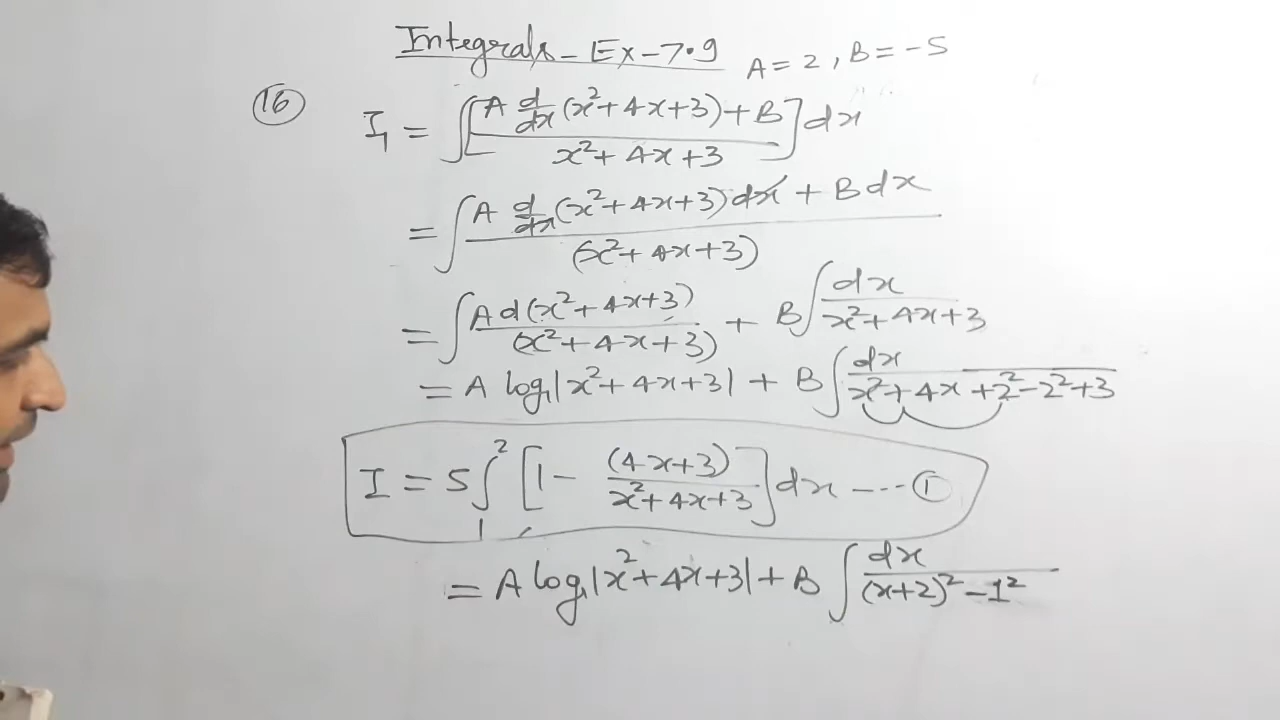 Integrals - Ex - 7.9 A = 2, B = -5
(16) I₁ = ∫[A d/dx (x² + 4x + 3) + B / x² + 4x + 3] dx
= ∫ A d/dx (x² + 4x + 3) dx + B dx / (x² + 4x + 3)
= ∫ A d(x² + 4x + 3) / (x² + 4x + 3) + B ∫ dx / x² + 4x + 3
= A log|x² + 4x + 3| + B ∫ dx / x² + 4x + 2² - 2² + 3
I = 5 ∫₁² [1 - (4x + 3) / x² + 4x + 3] dx --- ①
= A log|x² + 4x + 3| + B ∫ dx / (x + 2)² - 1²